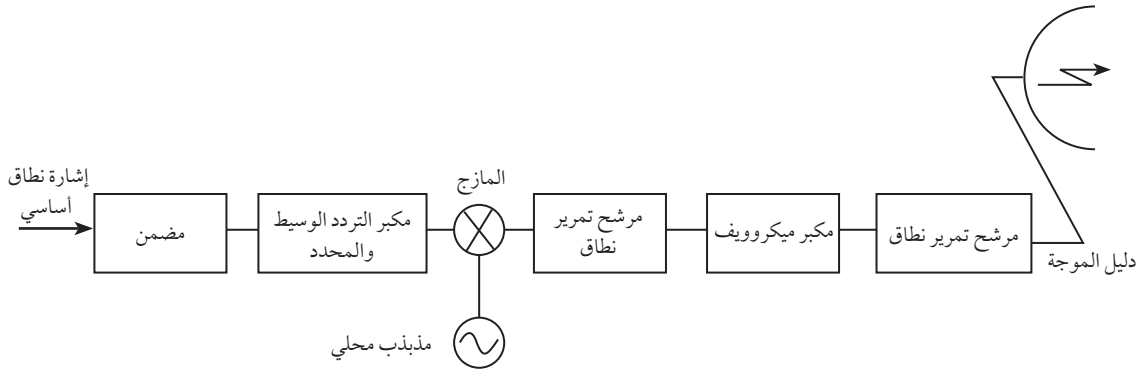 إشارة نطاق
أساسي
مضمن
مكبر التردد الوسيط
والمحدد
المازج
مذبذب محلي
مرشح تمرير
نطاق
مكبر ميكروويف
مرشح تمرير نطاق
دليل الموجة